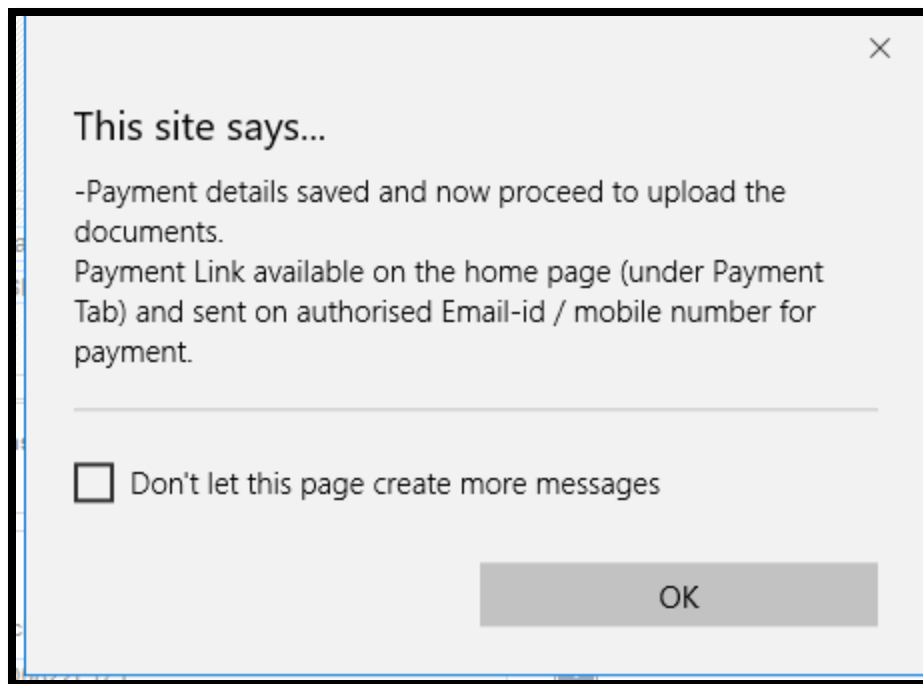 This site says...
-Payment details saved and now proceed to upload the
documents.
Payment Link available on the home page (under Payment
Tab) and sent on authorised Email-id / mobile number for
payment.
Don't let this page create more messages
OK